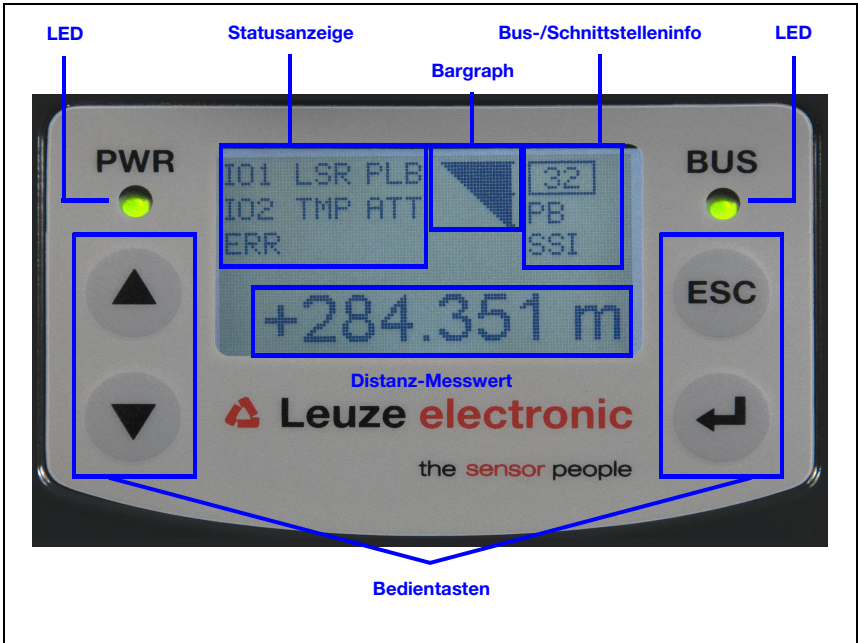 LED
Statusanzeige
Bus-/Schnittstelleninfo
LED
Bargraph
PWR
BUS
IO1 LSR PLB
IO2 TMP ATT
ERR
32
PB
SSI
ESC
+284.351 m
Distanz-Messwert
Leuze electronic
the sensor people
Bedientasten